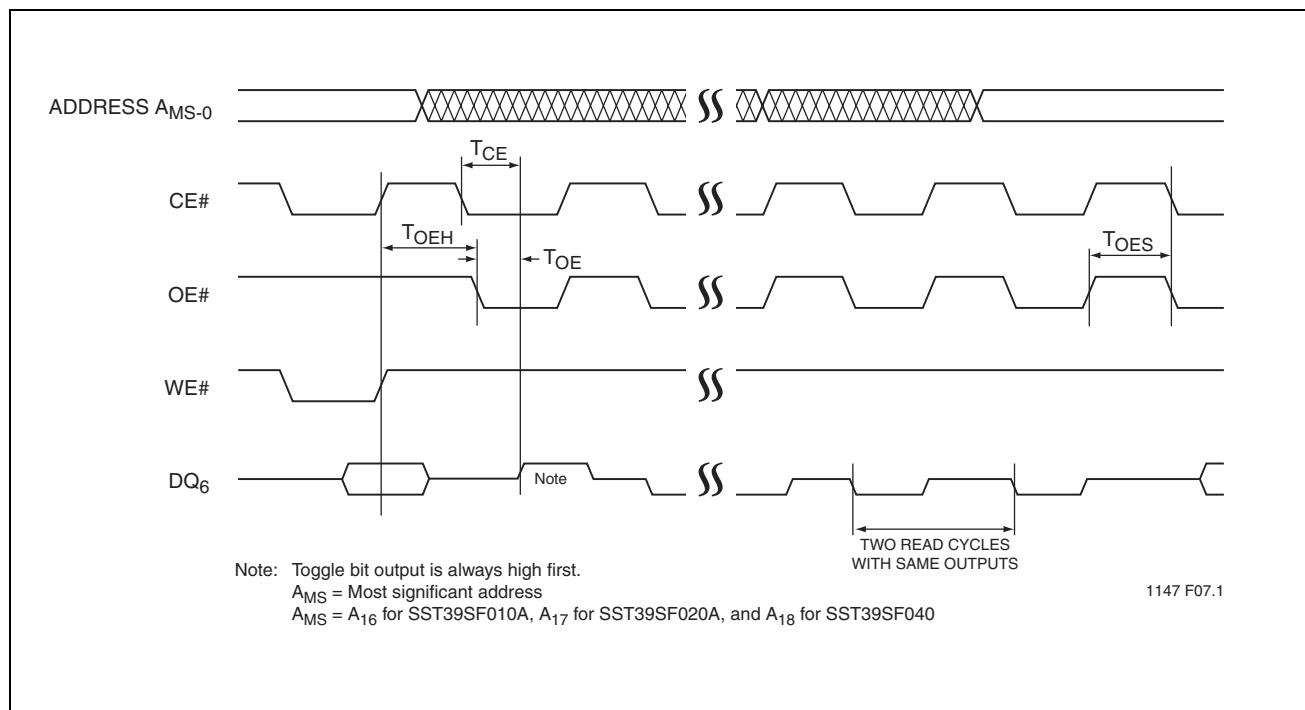 ADDRESS AMS-0
TCE
CE#
TOEH
TOE
TOES
OE#
WE#
DQ6
Note
TWO READ CYCLES
WITH SAME OUTPUTS
Note: Toggle bit output is always high first.
AMS = Most significant address
AMS = A16 for SST39SF010A, A17 for SST39SF020A, and A18 for SST39SF040
1147 F07.1